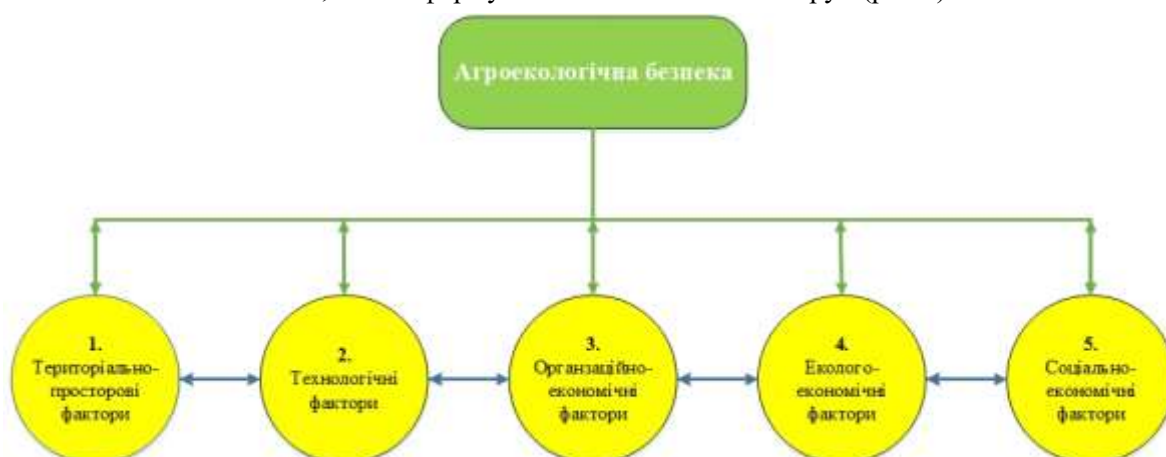 Агроекологічна безпека
1.
Територіально-
просторові
фактори
2.
Технологічні
фактори
3.
Органзаційно-
економічні
фактори
4.
Еколого-
економічні
фактори
5.
Соціально-
економічні
фактори